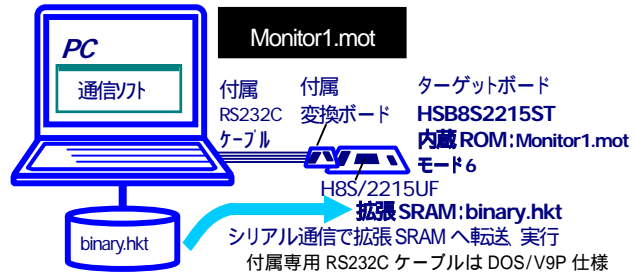 Monitor1.mot
PC
通信ソフト
付属
RS232C
ケーブル
付属
変換ボード
ターゲットボード
HSB8S2215ST
内蔵ROM:Monitor1.mot
モード6
H8S/2215UF
拡張SRAM:binary.hkt
binary.hkt
シリアル通信で拡張SRAMへ転送、実行
付属専用RS232CケーブルはDOS/V9P仕様